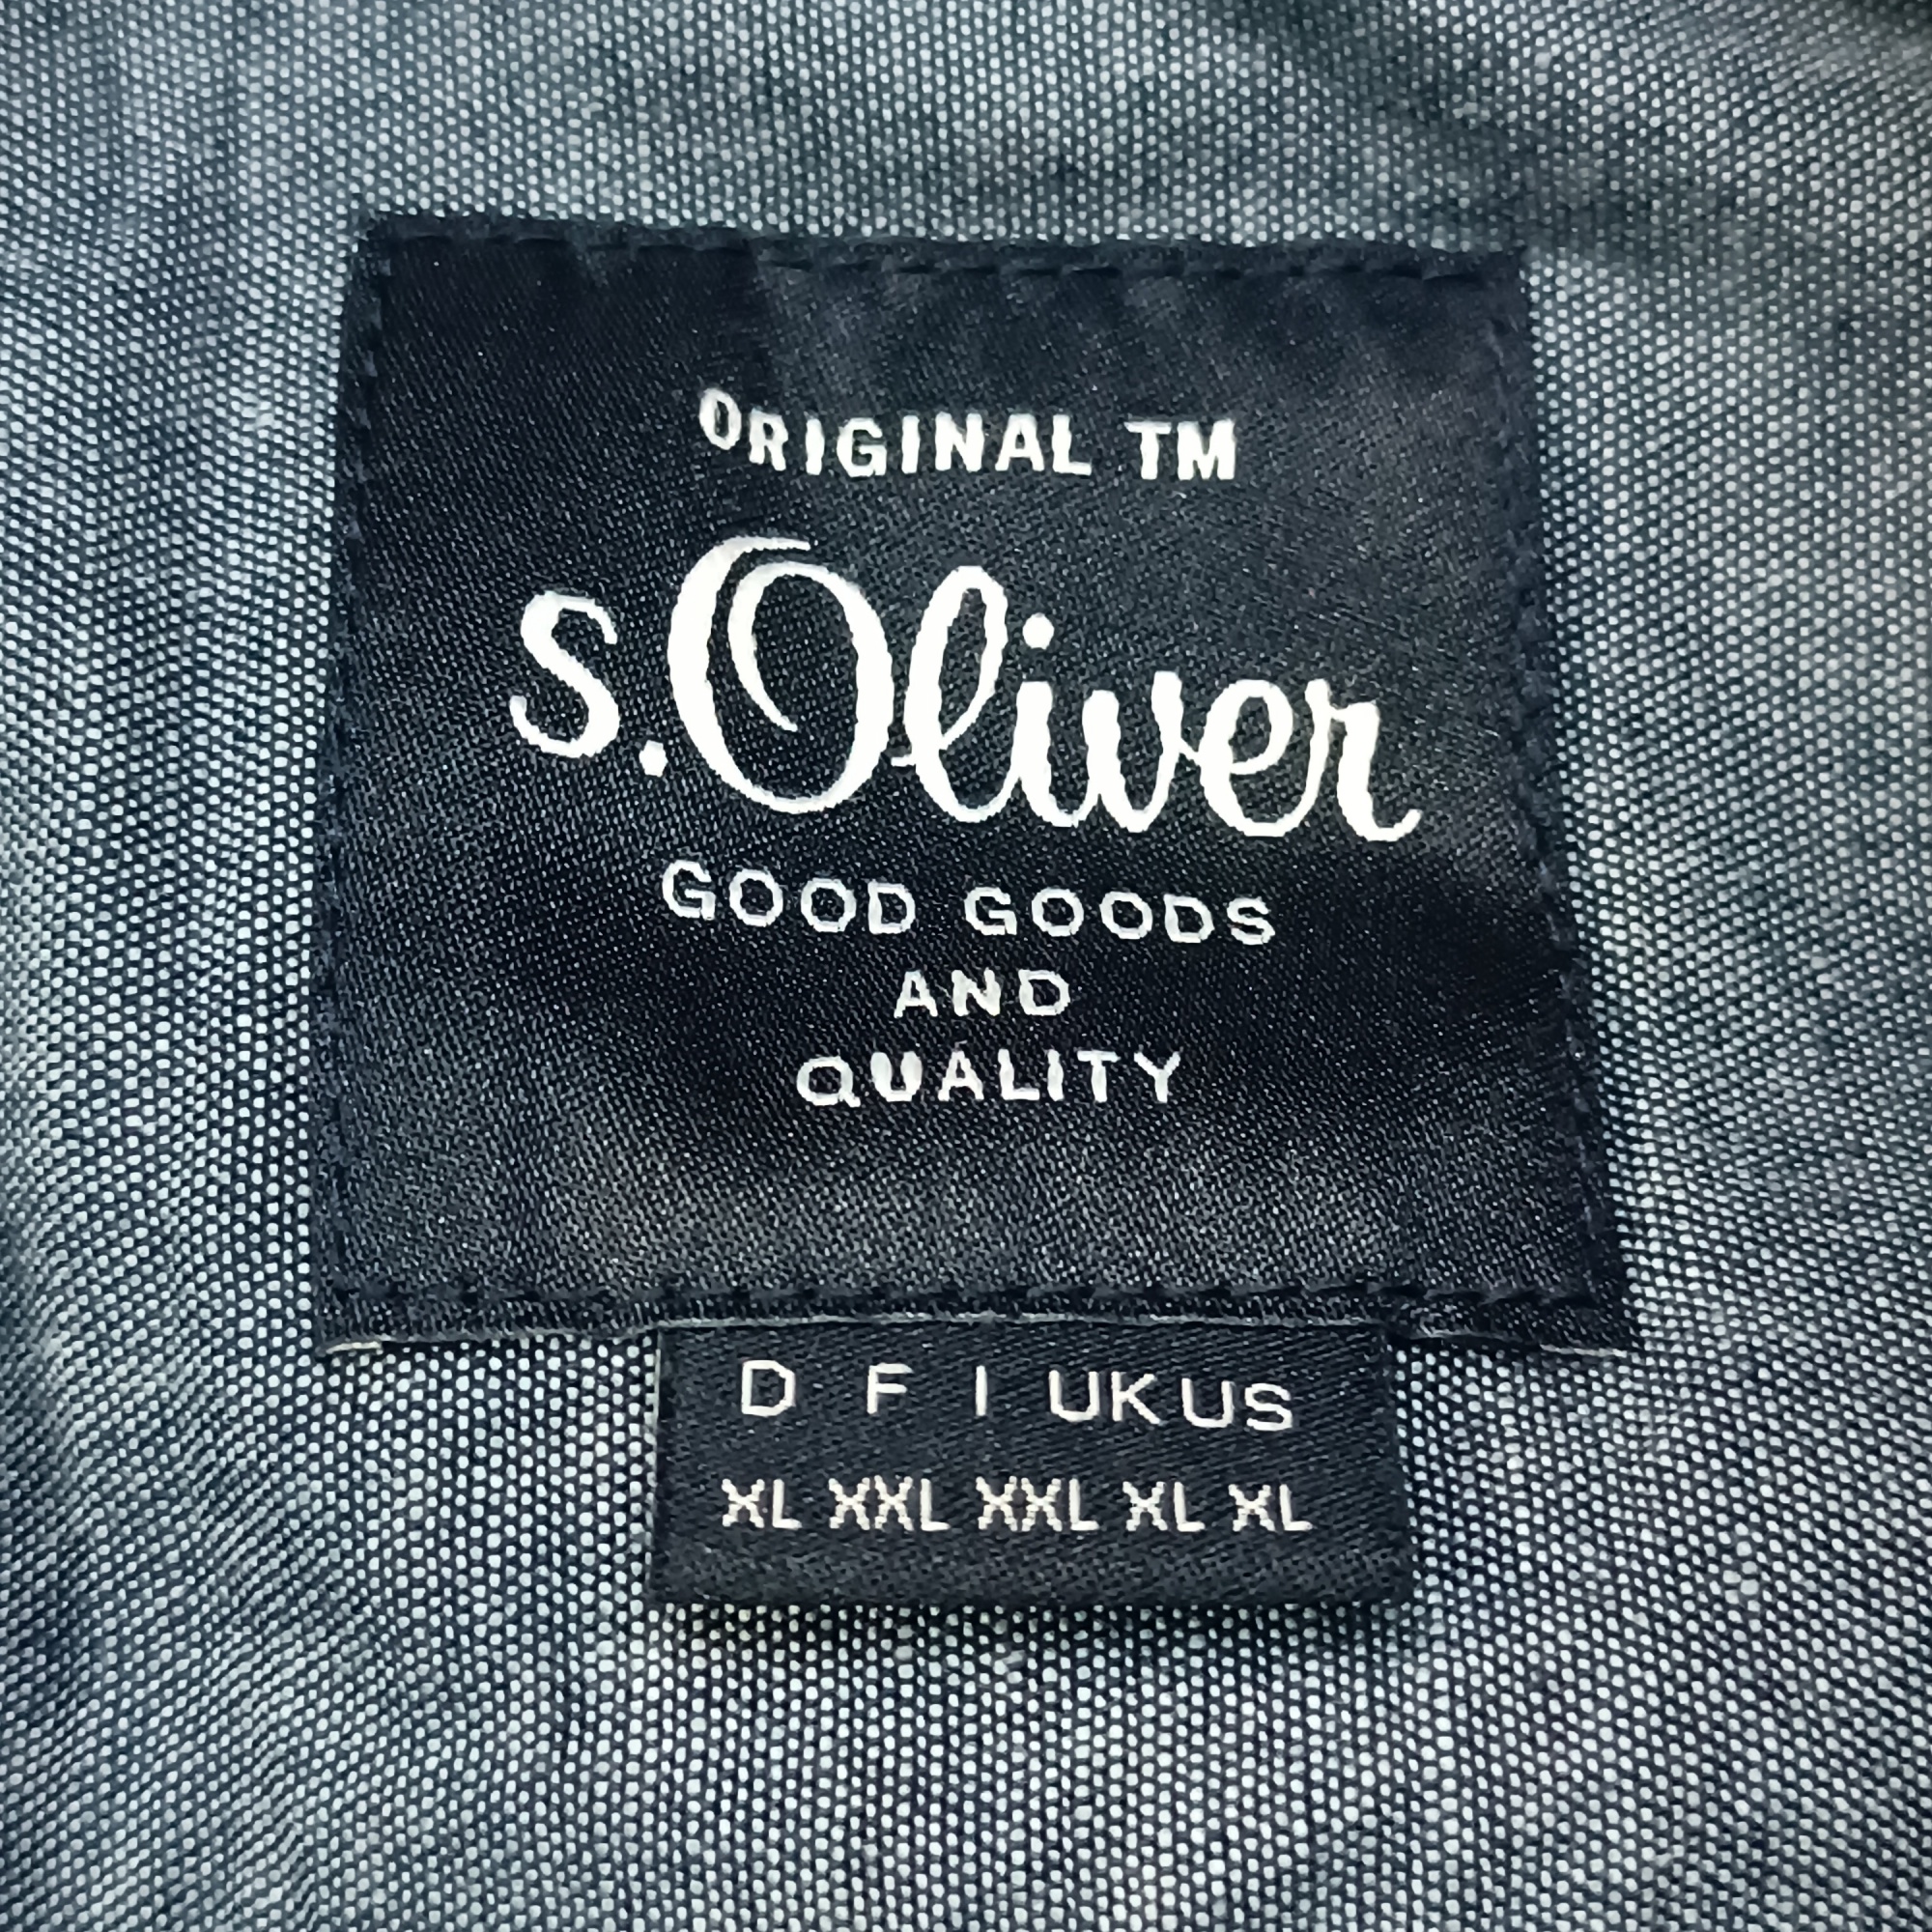 ORIGINAL TM
s.Oliver
GOOD GOODS
AND
QUALITY
D F I UK US
XL XXL XXL XL XL